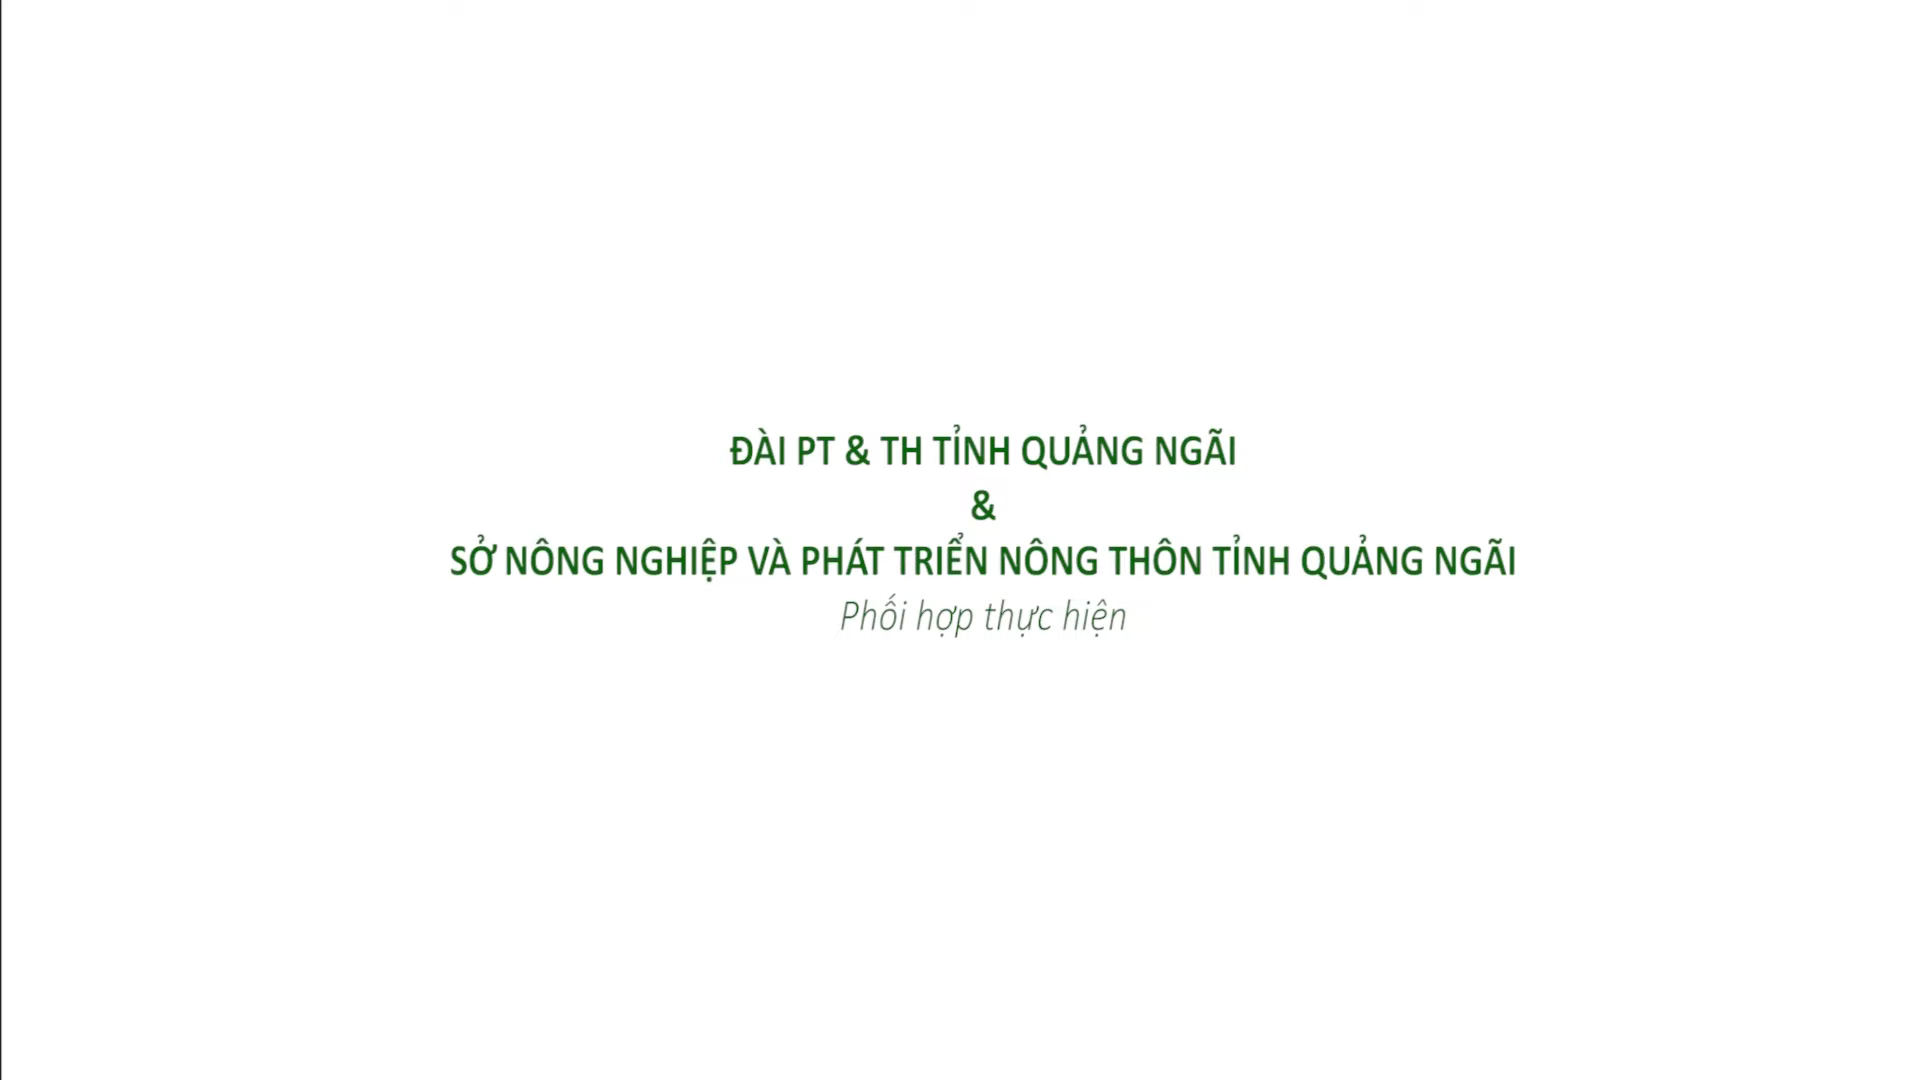 ĐÀI PT & TH TỈNH QUẢNG NGÃI
&
SỞ NÔNG NGHIỆP VÀ PHÁT TRIỂN NÔNG THÔN TỈNH QUẢNG NGÃI
Phối hợp thực hiện